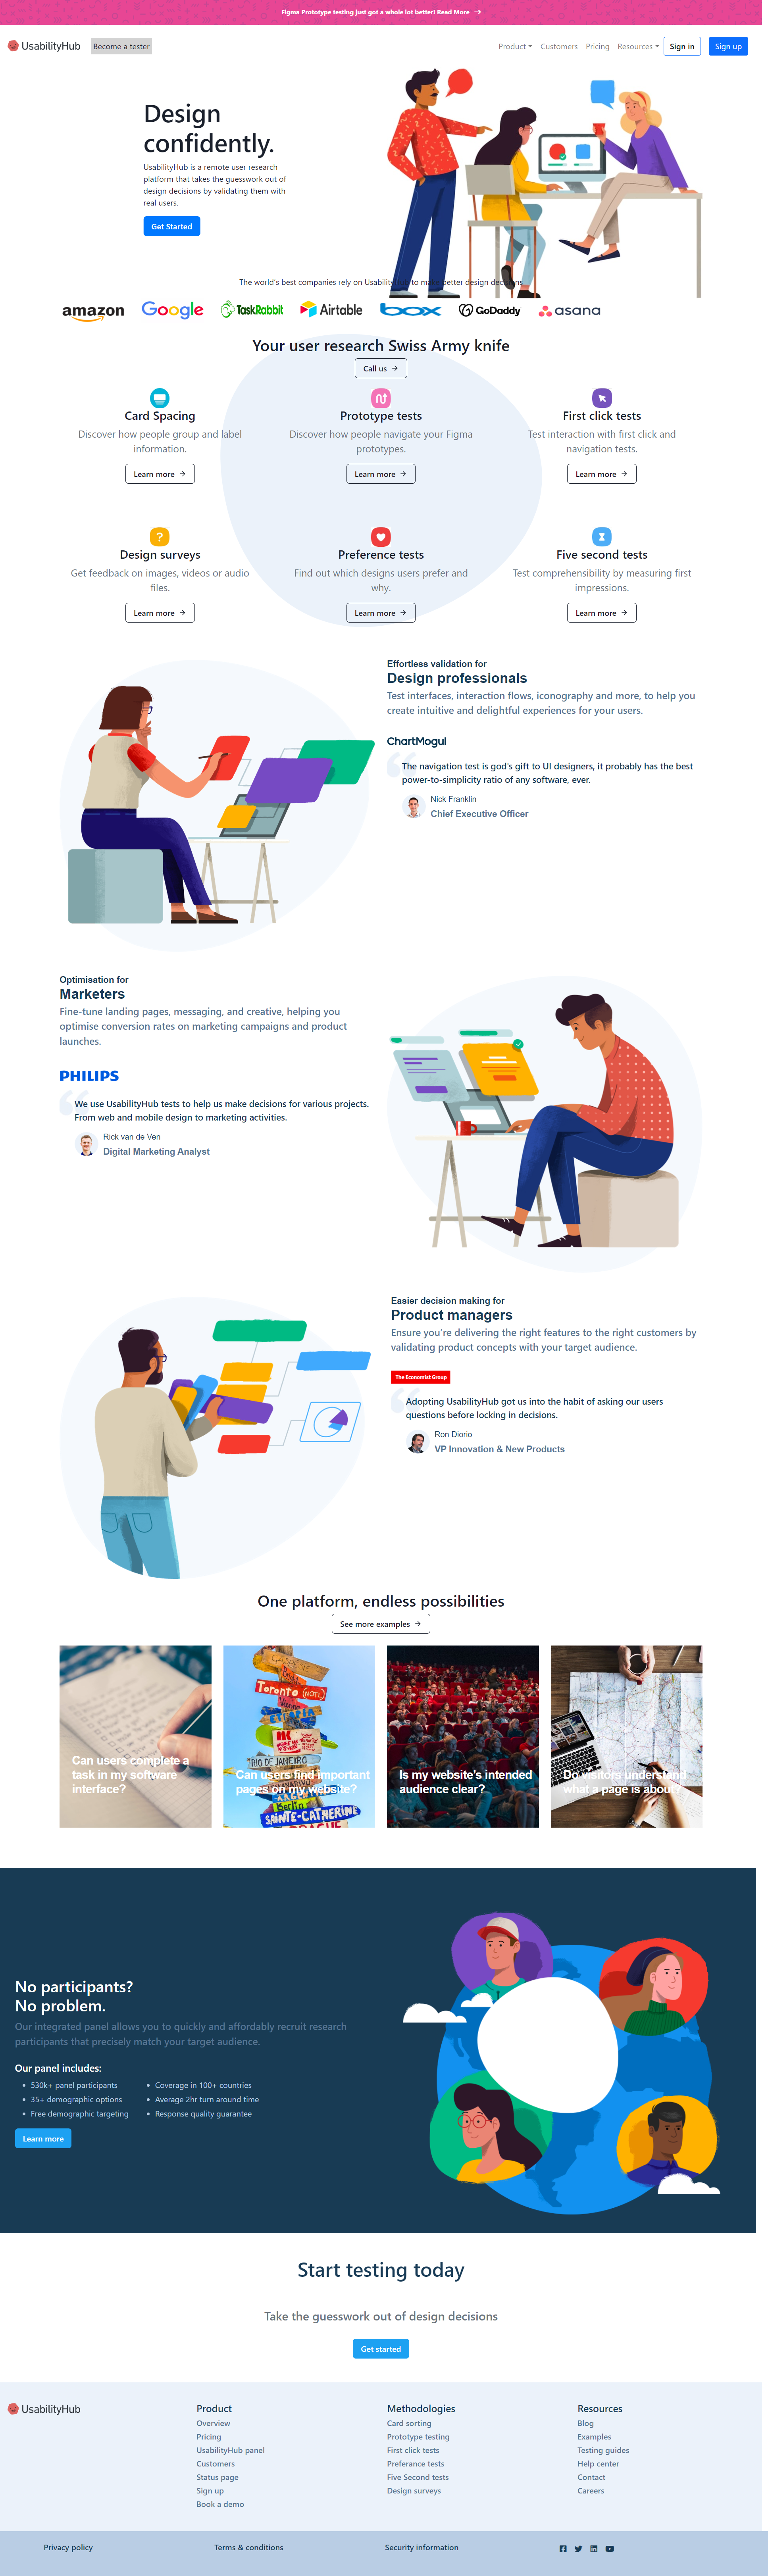 Figma Prototype testing just got a whole lot better! Read More →
UsabilityHub
Become a tester
Product
Customers
Pricing
Resources
Sign in
Sign up
Design
confidently.
UsabilityHub is a remote user research
platform that takes the guesswork out of
design decisions by validating them with
real users.
Get Started
The world's best companies rely on Usability to make better design decisions
amazon
Google
TaskRabbit
Airtable
box
GoDaddy
asana
Your user research Swiss Army knife
Call us →
Card Spacing
Discover how people group and label
information.
Learn more →
Prototype tests
Discover how people navigate your Figma
prototypes.
Learn more →
First click tests
Test interaction with first click and
navigation tests.
Learn more →
Design surveys
Get feedback on images, videos or audio
files.
Learn more →
Preference tests
Find out which designs users prefer and
why.
Learn more →
Five second tests
Test comprehensibility by measuring first
impressions.
Learn more →
Effortless validation for
Design professionals
Test interfaces, interaction flows, iconography and more, to help you
create intuitive and delightful experiences for your users.
ChartMogul
The navigation test is god's gift to UI designers, it probably has the best
power-to-simplicity ratio of any software, ever.
Nick Franklin
Chief Executive Officer
Optimisation for
Marketers
Fine-tune landing pages, messaging, and creative, helping you
optimise conversion rates on marketing campaigns and product
launches.
PHILIPS
We use UsabilityHub tests to help us make decisions for various projects.
From web and mobile design to marketing activities.
Rick van de Ven
Digital Marketing Analyst
Easier decision making for
Product managers
Ensure you're delivering the right features to the right customers by
validating product concepts with your target audience.
The Economist Group
Adopting UsabilityHub got us into the habit of asking our users
questions before locking in decisions.
Ron Diorio
VP Innovation & New Products
One platform, endless possibilities
See more examples →
Can users complete a
task in my software
interface?
Toronto
RIO DE JANEIRO
Can users find important
pages on my website?
Berlin
SAINTE-CATHERINE
PRAGUE
Is my website's intended
audience clear?
Do visitors understand
what a page is about?
No participants?
No problem.
Our integrated panel allows you to quickly and affordably recruit research
participants that precisely match your target audience.
Our panel includes:
530k+ panel participants
35+ demographic options
Free demographic targeting
Coverage in 100+ countries
Average 2hr turn around time
Response quality guarantee
Learn more
Start testing today
Take the guesswork out of design decisions
Get started
UsabilityHub
Product
Overview
Pricing
UsabilityHub panel
Customers
Status page
Sign up
Book a demo
Methodologies
Card sorting
Prototype testing
First click tests
Preferance tests
Five Second tests
Design surveys
Resources
Blog
Examples
Testing guides
Help center
Contact
Careers
Privacy policy
Terms & conditions
Security information